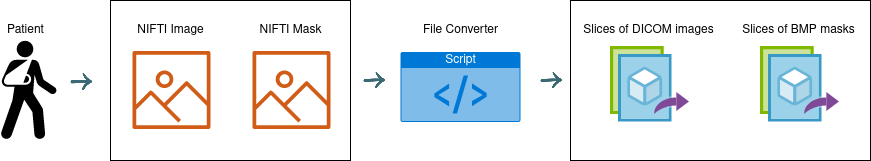 Patient
NIFTI Image
NIFTI Mask
File Converter
Script
</>
Slices of DICOM images
Slices of BMP masks